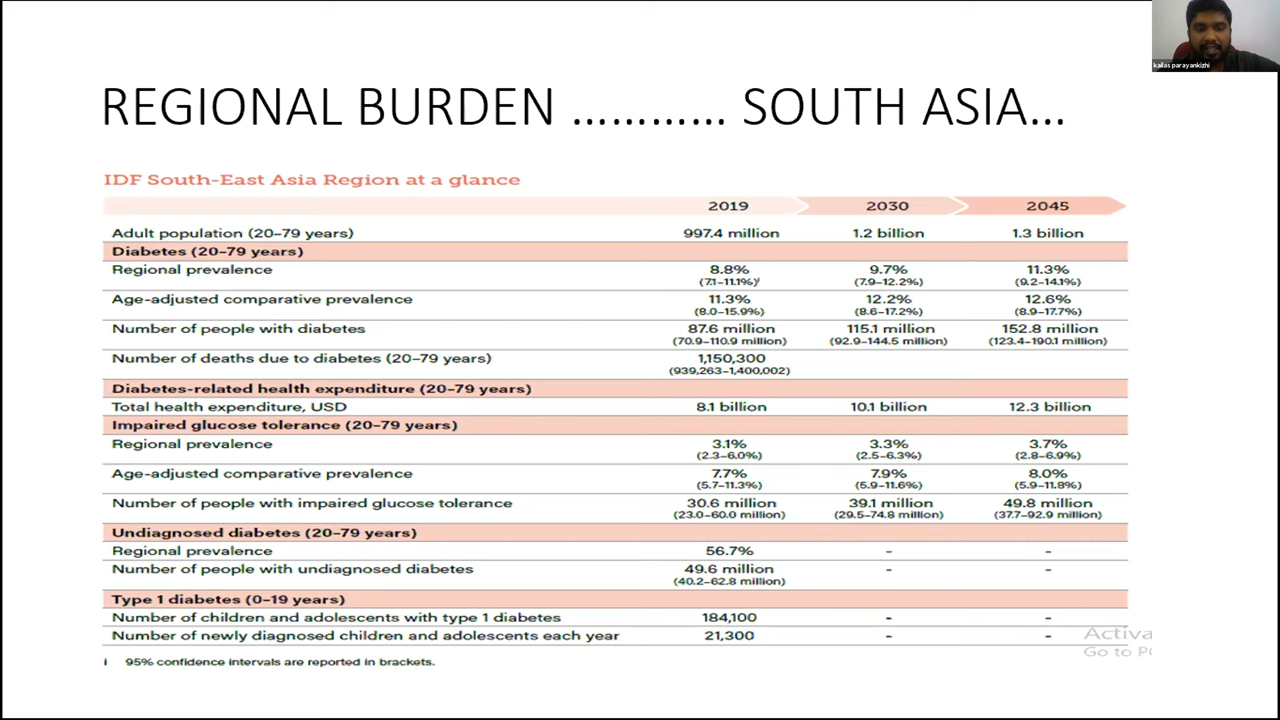 kailas parayankizhi
REGIONAL BURDEN ………… SOUTH ASIA…
IDF South-East Asia Region at a glance
2019 2030 2045
Adult population (20–79 years) 997.4 million 1.2 billion 1.3 billion
Diabetes (20–79 years)
Regional prevalence 8.8% 9.7% 11.3%
(7.1–11.1%)ⁱ (7.9–12.2%) (9.2–14.1%)
Age-adjusted comparative prevalence 11.3% 12.2% 12.6%
(8.0–15.9%) (8.6–17.2%) (8.9–17.7%)
Number of people with diabetes 87.6 million 115.1 million 152.8 million
(70.9–110.9 million) (92.9–144.5 million) (123.4–190.1 million)
Number of deaths due to diabetes (20–79 years) 1,150,300
(939,263–1,400,002)
Diabetes-related health expenditure (20–79 years)
Total health expenditure, USD 8.1 billion 10.1 billion 12.3 billion
Impaired glucose tolerance (20–79 years)
Regional prevalence 3.1% 3.3% 3.7%
(2.3–6.0%) (2.5–6.3%) (2.8–6.9%)
Age-adjusted comparative prevalence 7.7% 7.9% 8.0%
(5.7–11.3%) (5.9–11.6%) (5.9–11.8%)
Number of people with impaired glucose tolerance 30.6 million 39.1 million 49.8 million
(23.0–60.0 million) (29.5–74.8 million) (37.7–92.9 million)
Undiagnosed diabetes (20–79 years)
Regional prevalence 56.7% – –
Number of people with undiagnosed diabetes 49.6 million – –
(40.2–62.8 million)
Type 1 diabetes (0–19 years)
Number of children and adolescents with type 1 diabetes 184,100 – –
Number of newly diagnosed children and adolescents each year 21,300 – –
i 95% confidence intervals are reported in brackets.
Activa
Go to P